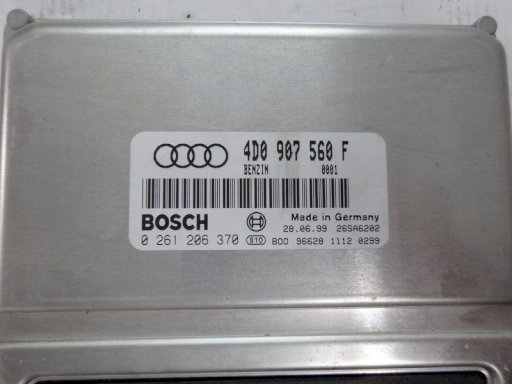 4D0 907 560 F
BENZIN 0001
BOSCH Made in Germany
28.06.99 26SA6202
0 261 206 370 810 B00 96628 1112 0299